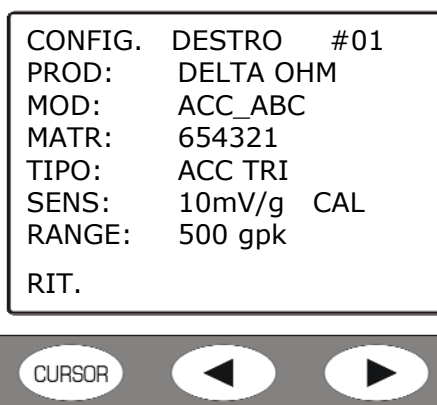 CONFIG. DESTRO #01
PROD: DELTA OHM
MOD: ACC_ABC
MATR: 654321
TIPO: ACC TRI
SENS: 10mV/g CAL
RANGE: 500 gpk
RIT.
CURSOR